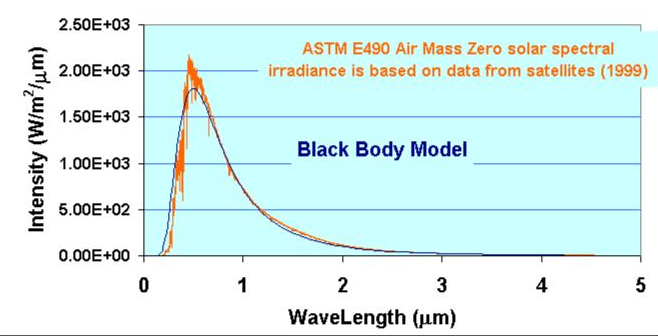 2.50E+03
2.00E+03
1.50E+03
1.00E+03
5.00E+02
0.00E+00
Intensity (W/m²/μm)
ASTM E490 Air Mass Zero solar spectral
irradiance is based on data from satellites (1999)
Black Body Model
0 1 2 3 4 5
WaveLength (μm)